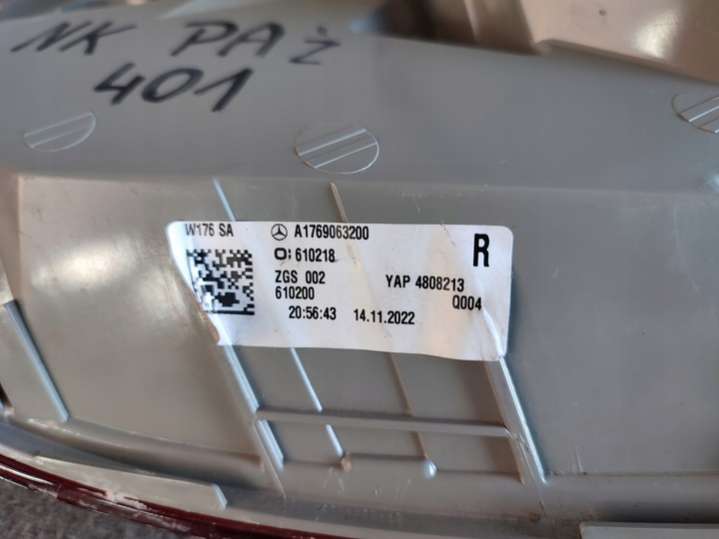 NK PAŻ
401
W176 SA A1769063200
O: 610218
R
ZGS 002 YAP 4808213
610200 Q004
20:56:43 14.11.2022